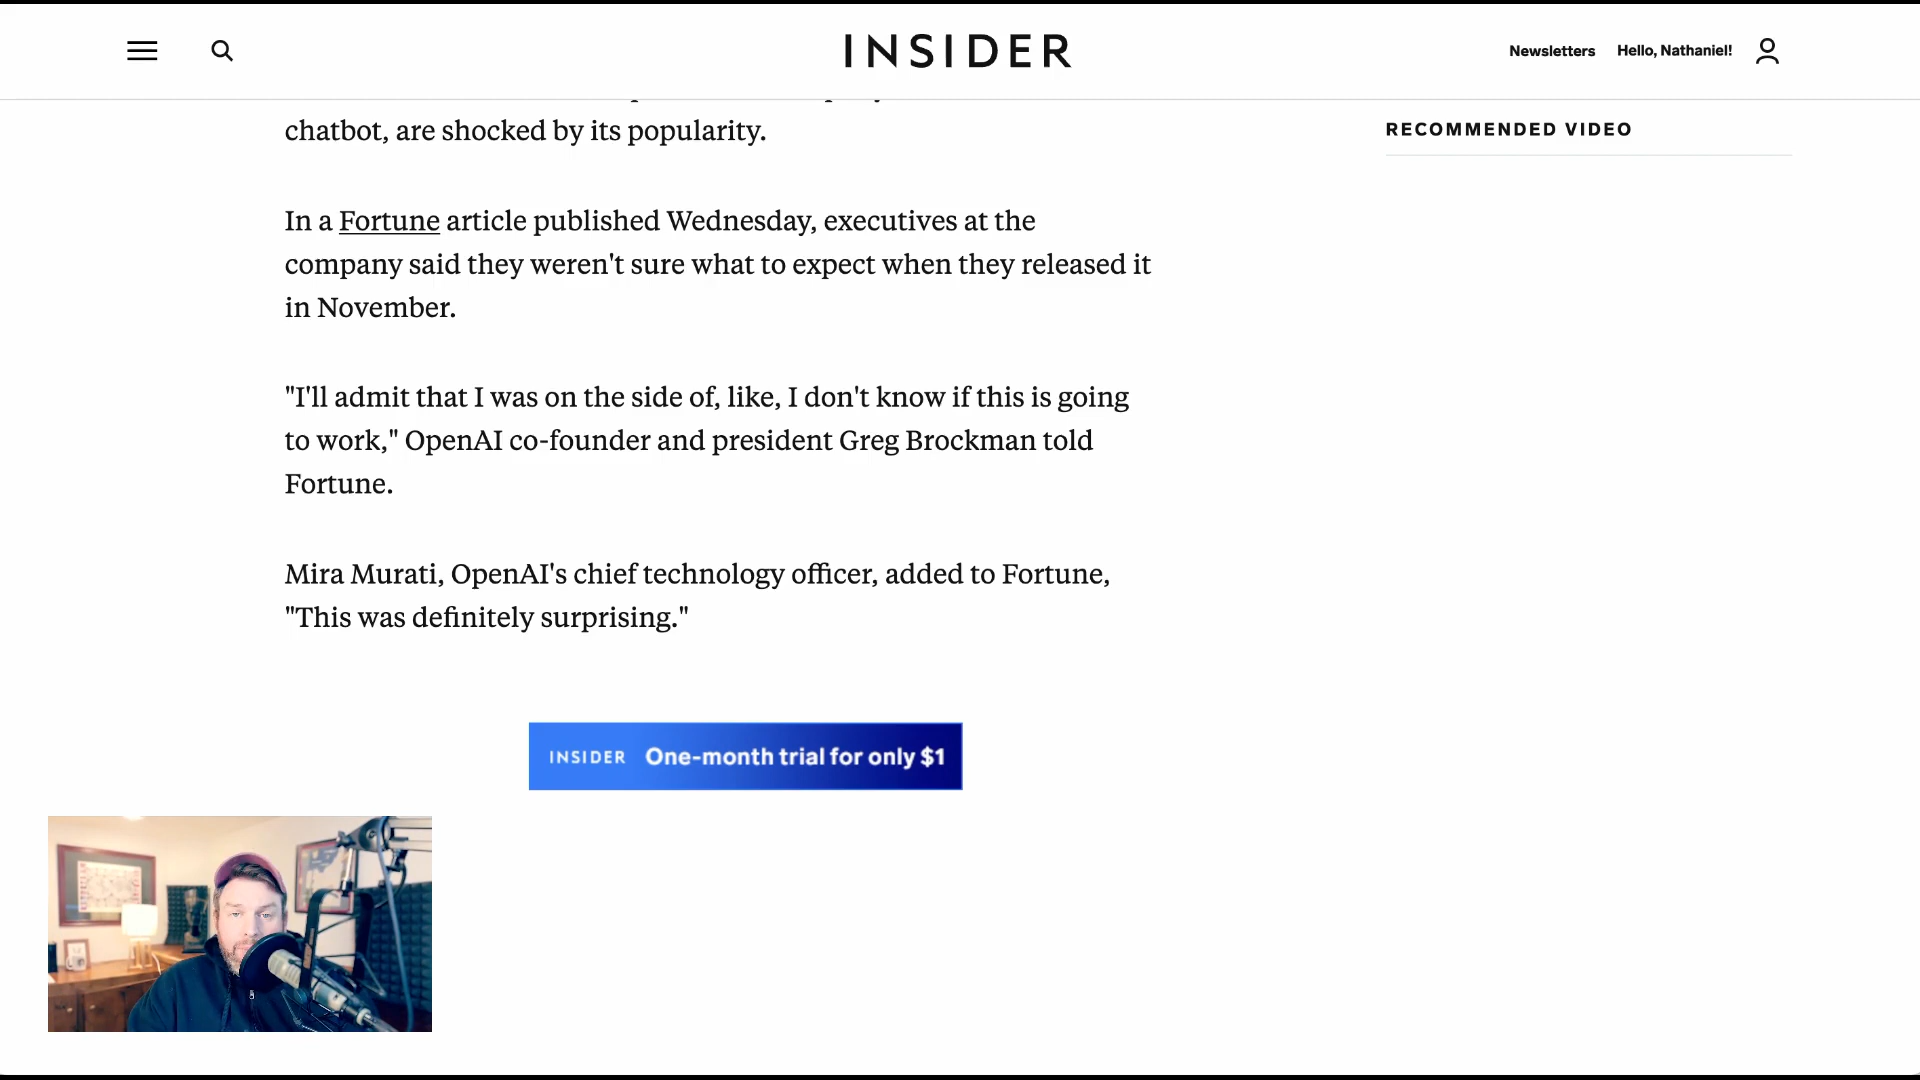 INSIDER
Newsletters Hello, Nathaniel!
chatbot, are shocked by its popularity.
In a Fortune article published Wednesday, executives at the
company said they weren't sure what to expect when they released it
in November.
"I'll admit that I was on the side of, like, I don't know if this is going
to work," OpenAI co-founder and president Greg Brockman told
Fortune.
Mira Murati, OpenAI's chief technology officer, added to Fortune,
"This was definitely surprising."
INSIDER One-month trial for only $1
RECOMMENDED VIDEO